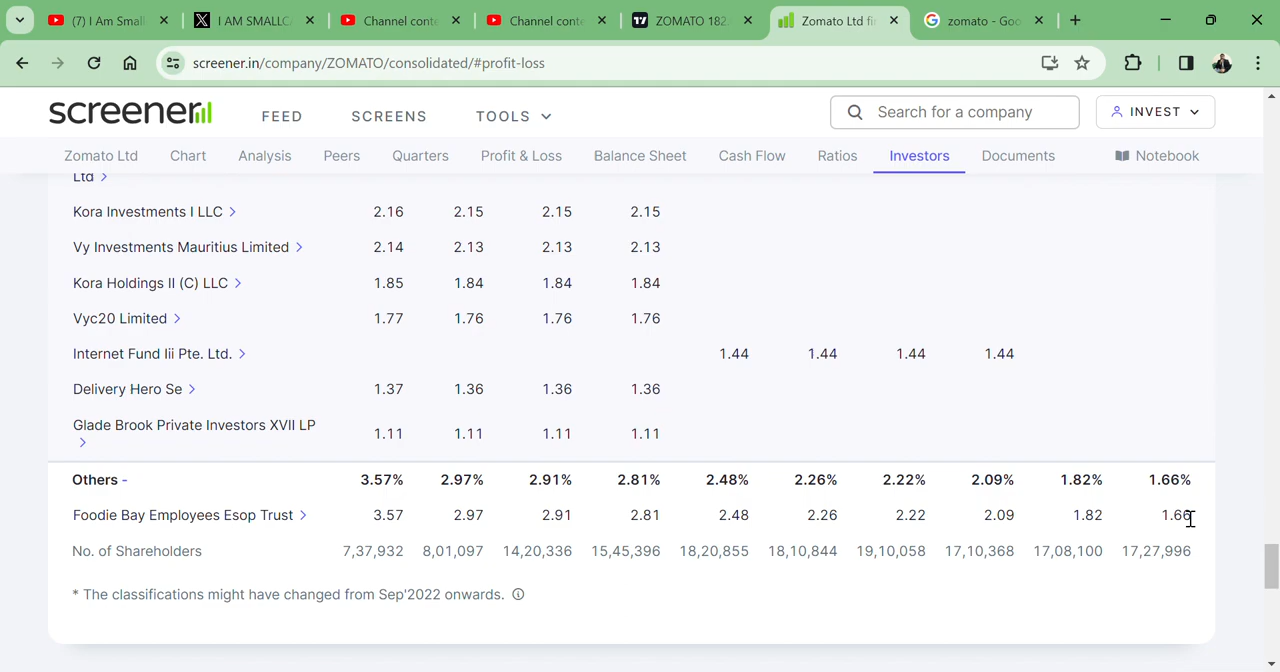 (7) I Am Small
I AM SMALLC
Channel conte
Channel conte
ZOMATO 182
Zomato Ltd fi
zomato - Goo
screener.in/company/ZOMATO/consolidated/#profit-loss
screener
FEED
SCREENS
TOOLS
Search for a company
INVEST
Zomato Ltd
Chart
Analysis
Peers
Quarters
Profit & Loss
Balance Sheet
Cash Flow
Ratios
Investors
Documents
Notebook
Ltd >
Kora Investments I LLC > 2.16 2.15 2.15 2.15
Vy Investments Mauritius Limited > 2.14 2.13 2.13 2.13
Kora Holdings II (C) LLC > 1.85 1.84 1.84 1.84
Vyc20 Limited > 1.77 1.76 1.76 1.76
Internet Fund Iii Pte. Ltd. > 1.44 1.44 1.44 1.44
Delivery Hero Se > 1.37 1.36 1.36 1.36
Glade Brook Private Investors XVII LP > 1.11 1.11 1.11 1.11
Others - 3.57% 2.97% 2.91% 2.81% 2.48% 2.26% 2.22% 2.09% 1.82% 1.66%
Foodie Bay Employees Esop Trust > 3.57 2.97 2.91 2.81 2.48 2.26 2.22 2.09 1.82 1.66
No. of Shareholders 7,37,932 8,01,097 14,20,336 15,45,396 18,20,855 18,10,844 19,10,058 17,10,368 17,08,100 17,27,996
* The classifications might have changed from Sep'2022 onwards.